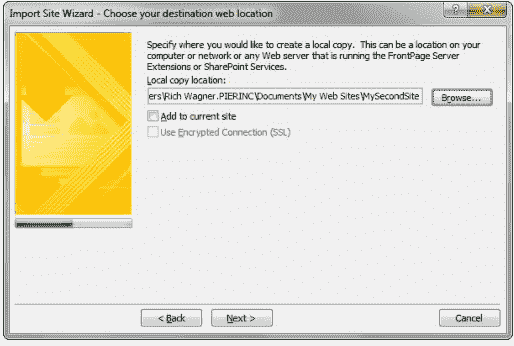 Import Site Wizard - Choose your destination web location
Specify where you would like to create a local copy. This can be a location on your
computer or network or any Web server that is running the FrontPage Server
Extensions or SharePoint Services.
Local copy location:
ers\Rich Wagner.PIERINC\Documents\My Web Sites\MySecondSite
Browse...
Add to current site
Use Encrypted Connection (SSL)
< Back
Next >
Cancel